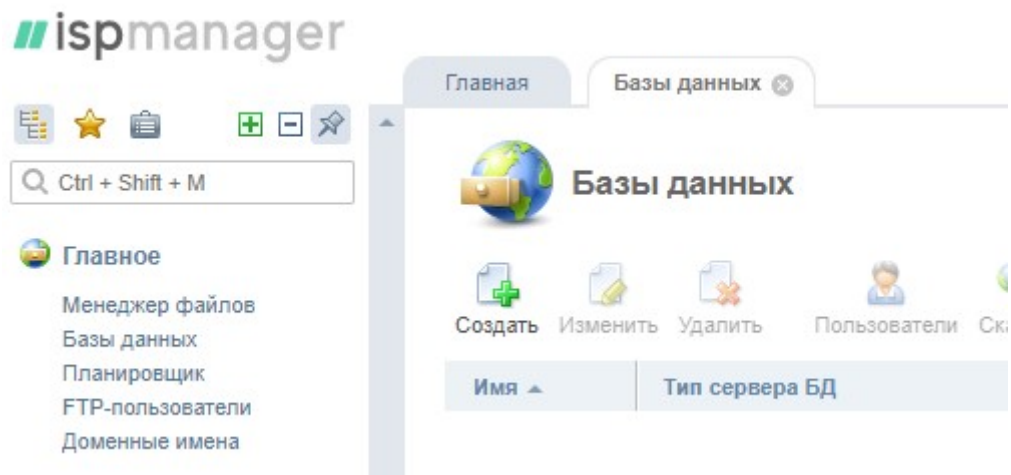 ispmanager
Главная
Базы данных
Ctrl + Shift + M
Базы данных
Главное
Создать Изменить Удалить Пользователи
Менеджер файлов
Базы данных
Планировщик
FTP-пользователи
Доменные имена
Имя Тип сервера БД